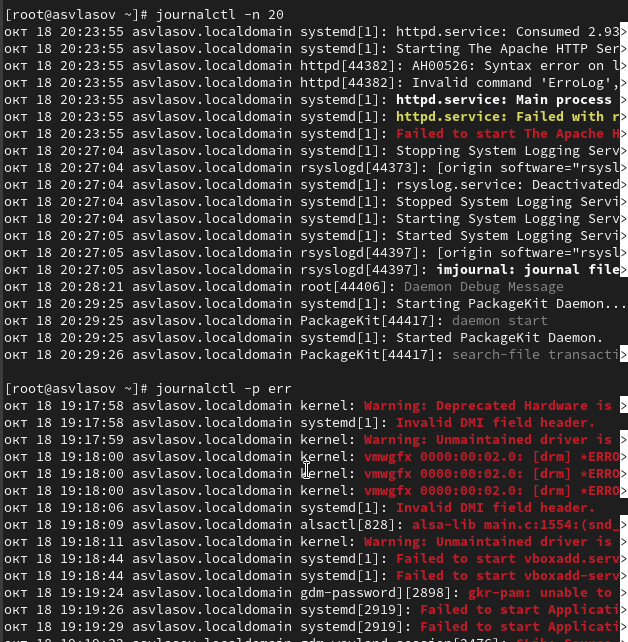 [root@asvlasov ~]# journalctl -n 20
окт 18 20:23:55 asvlasov.localdomain systemd[1]: httpd.service: Consumed 2.93>
окт 18 20:23:55 asvlasov.localdomain systemd[1]: Starting The Apache HTTP Ser>
окт 18 20:23:55 asvlasov.localdomain httpd[44382]: AH00526: Syntax error on l>
окт 18 20:23:55 asvlasov.localdomain httpd[44382]: Invalid command 'ErroLog',>
окт 18 20:23:55 asvlasov.localdomain systemd[1]: httpd.service: Main process >
окт 18 20:23:55 asvlasov.localdomain systemd[1]: httpd.service: Failed with r>
окт 18 20:23:55 asvlasov.localdomain systemd[1]: Failed to start The Apache H>
окт 18 20:27:04 asvlasov.localdomain systemd[1]: Stopping System Logging Serv>
окт 18 20:27:04 asvlasov.localdomain rsyslogd[44373]: [origin software="rsysl>
окт 18 20:27:04 asvlasov.localdomain systemd[1]: rsyslog.service: Deactivated>
окт 18 20:27:04 asvlasov.localdomain systemd[1]: Stopped System Logging Servi>
окт 18 20:27:04 asvlasov.localdomain systemd[1]: Starting System Logging Serv>
окт 18 20:27:05 asvlasov.localdomain systemd[1]: Started System Logging Servi>
окт 18 20:27:05 asvlasov.localdomain rsyslogd[44397]: [origin software="rsysl>
окт 18 20:27:05 asvlasov.localdomain rsyslogd[44397]: imjournal: journal file>
окт 18 20:28:21 asvlasov.localdomain root[44406]: Daemon Debug Message
окт 18 20:29:25 asvlasov.localdomain systemd[1]: Starting PackageKit Daemon...
окт 18 20:29:25 asvlasov.localdomain PackageKit[44417]: daemon start
окт 18 20:29:25 asvlasov.localdomain systemd[1]: Started PackageKit Daemon.
окт 18 20:29:26 asvlasov.localdomain PackageKit[44417]: search-file transacti>
[root@asvlasov ~]# journalctl -p err
окт 18 19:17:58 asvlasov.localdomain kernel: Warning: Deprecated Hardware is >
окт 18 19:17:58 asvlasov.localdomain systemd[1]: Invalid DMI field header.
окт 18 19:17:59 asvlasov.localdomain kernel: Warning: Unmaintained driver is >
окт 18 19:18:00 asvlasov.localdomain kernel: vmwgfx 0000:00:02.0: [drm] *ERRO>
окт 18 19:18:00 asvlasov.localdomain kernel: vmwgfx 0000:00:02.0: [drm] *ERRO>
окт 18 19:18:00 asvlasov.localdomain kernel: vmwgfx 0000:00:02.0: [drm] *ERRO>
окт 18 19:18:06 asvlasov.localdomain systemd[1]: Invalid DMI field header.
окт 18 19:18:09 asvlasov.localdomain alsactl[828]: alsa-lib main.c:1554:(snd_>
окт 18 19:18:11 asvlasov.localdomain kernel: Warning: Unmaintained driver is >
окт 18 19:18:44 asvlasov.localdomain systemd[1]: Failed to start vboxadd.serv>
окт 18 19:18:44 asvlasov.localdomain systemd[1]: Failed to start vboxadd-serv>
окт 18 19:19:24 asvlasov.localdomain gdm-password][2898]: gkr-pam: unable to >
окт 18 19:19:26 asvlasov.localdomain systemd[2919]: Failed to start Applicati>
окт 18 19:19:29 asvlasov.localdomain systemd[2919]: Failed to start Applicati>